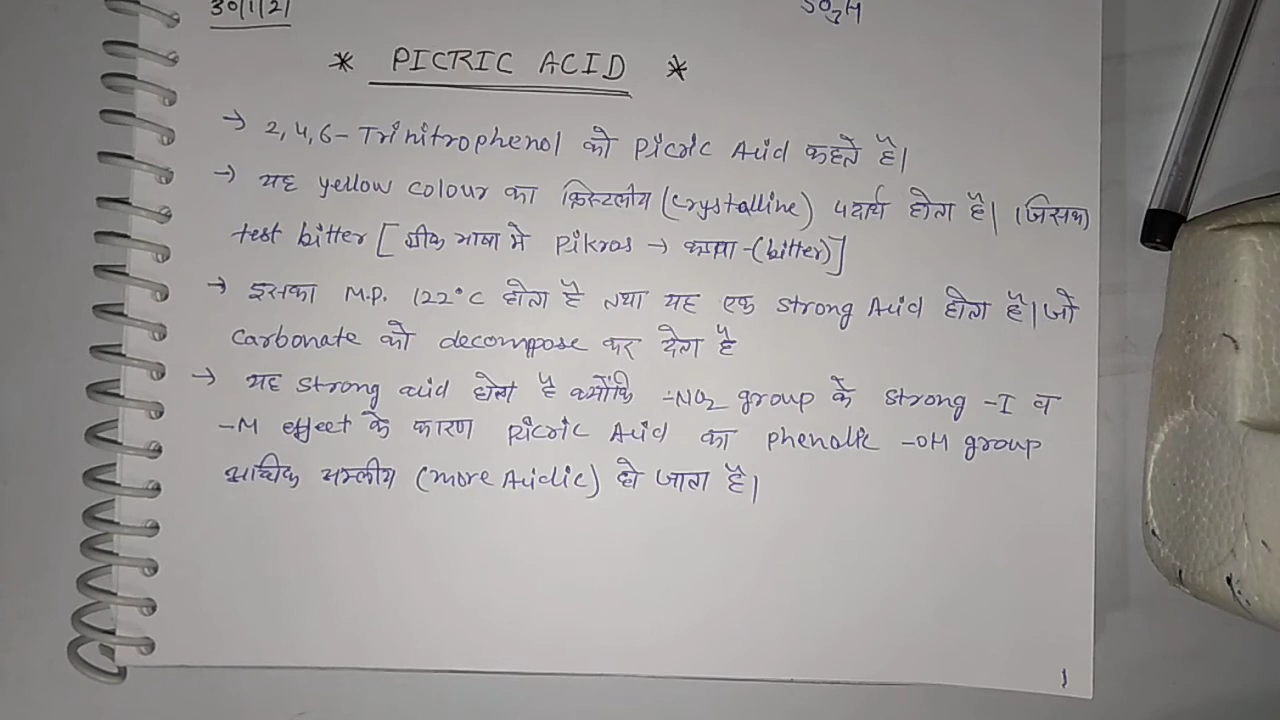 30/1/21
SO3H
* PICRIC ACID *
→ 2,4,6-Trinitrophenol को Picric Acid कहते है।
→ यह yellow colour का क्रिस्टलीय (crystalline) पदार्थ होता है। (जिसका)
test bitter [ग्रीक भाषा मे Pikros → कड़वा -(bitter)]
→ इसका M.P. 122°C होता है तथा यह एक strong Acid होता है। जो
Carbonate को decompose कर देता है
→ यह strong acid होता है क्योंकि -NO2 group के strong -I व
-M effect के कारण Picric Acid का phenolic -OH group
अधिक अम्लीय (more Acidic) हो जाता है।